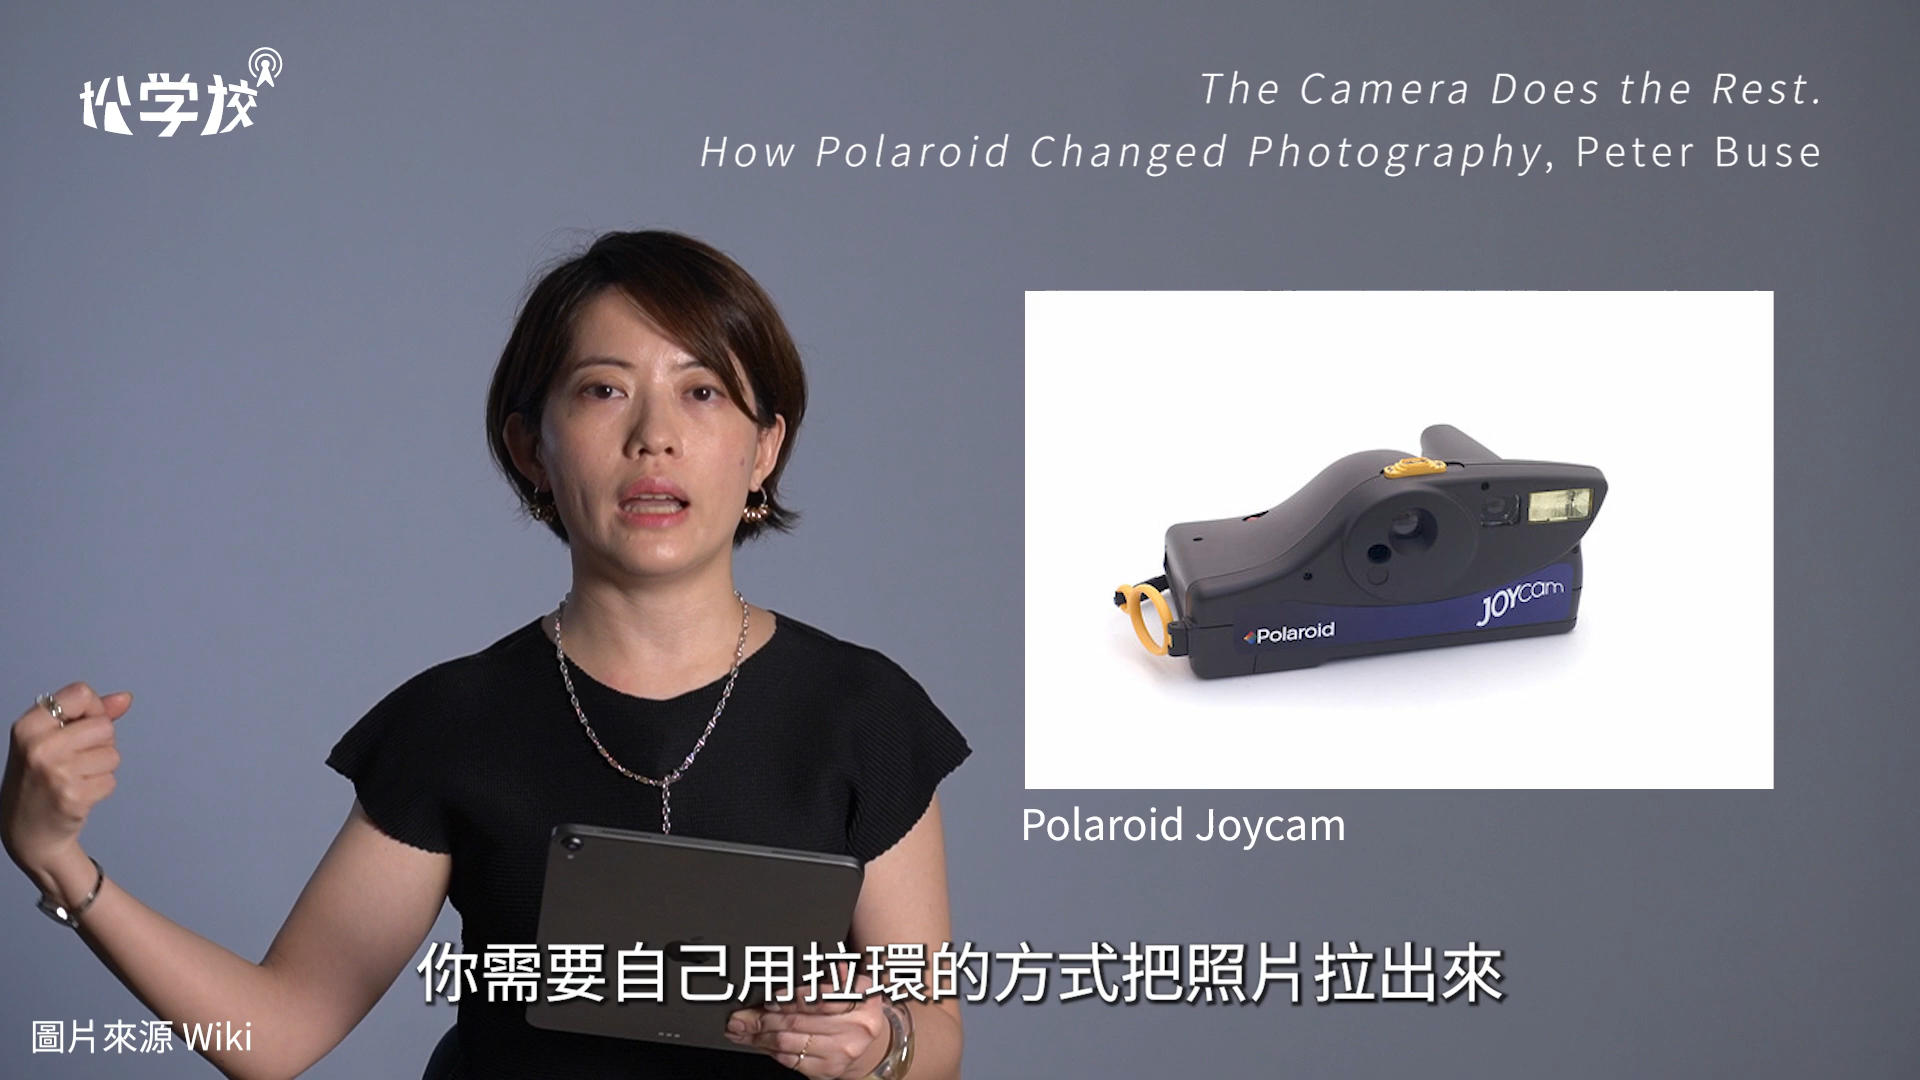 松学校
The Camera Does the Rest.
How Polaroid Changed Photography, Peter Buse
JOYcam
Polaroid
Polaroid Joycam
你需要自己用拉環的方式把照片拉出來
圖片來源 Wiki